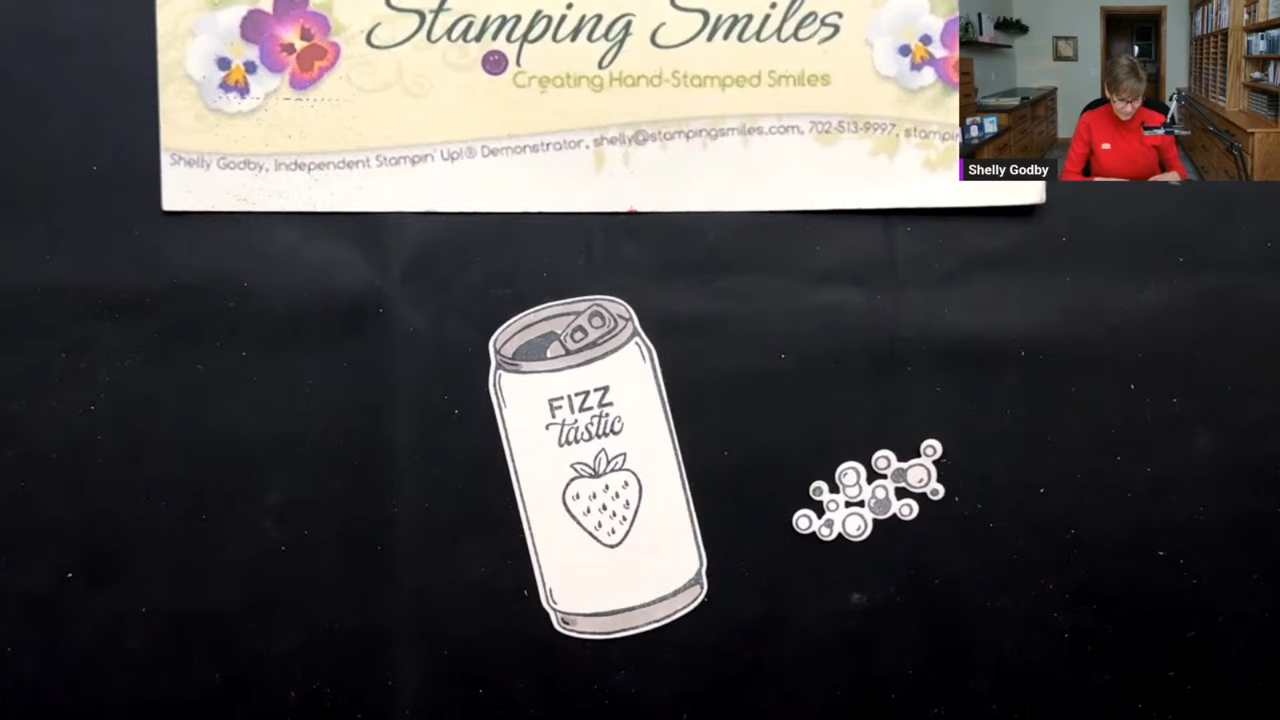 Stamping Smiles
Creating Hand-Stamped Smiles
Shelly Godby, Independent Stampin' Up!® Demonstrator, shelly@stampingsmiles.com, 702-513-9997, stampin
Shelly Godby
FIZZ
tastic